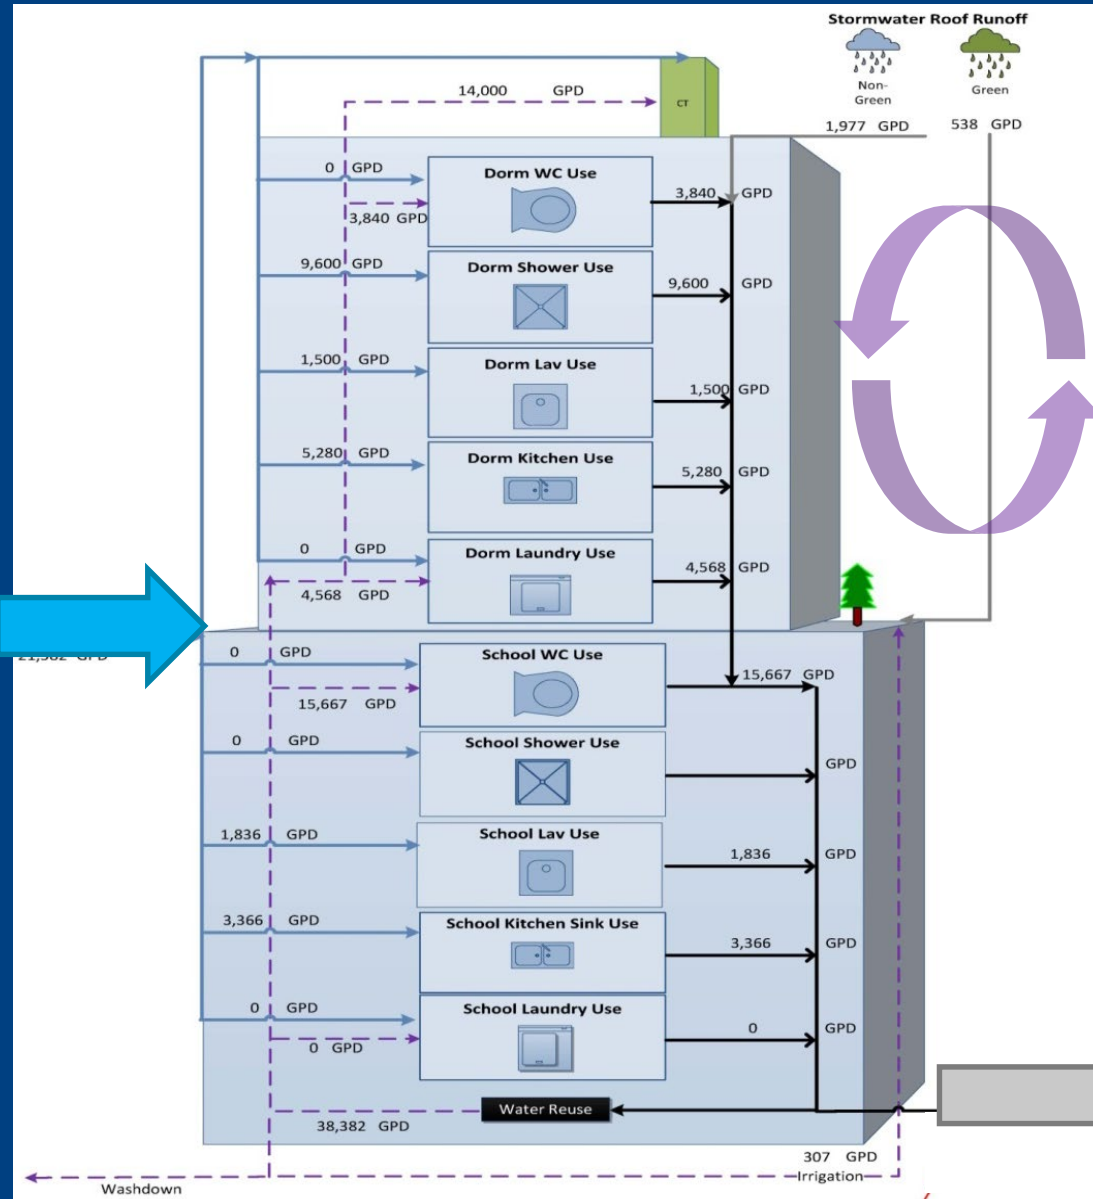 Stormwater Roof Runoff
Non-
Green
Green
1,977 GPD
538 GPD
14,000 GPD
CT
0 GPD
Dorm WC Use
3,840 GPD
3,840 GPD
9,600 GPD
Dorm Shower Use
9,600 GPD
1,500 GPD
Dorm Lav Use
1,500 GPD
5,280 GPD
Dorm Kitchen Use
5,280 GPD
0 GPD
Dorm Laundry Use
4,568 GPD
4,568 GPD
0 GPD
School WC Use
15,667 GPD
15,667 GPD
0 GPD
School Shower Use
GPD
1,836 GPD
School Lav Use
1,836 GPD
3,366 GPD
School Kitchen Sink Use
3,366 GPD
0 GPD
School Laundry Use
0 GPD
0 GPD
Water Reuse
38,382 GPD
307 GPD
Irrigation
Washdown